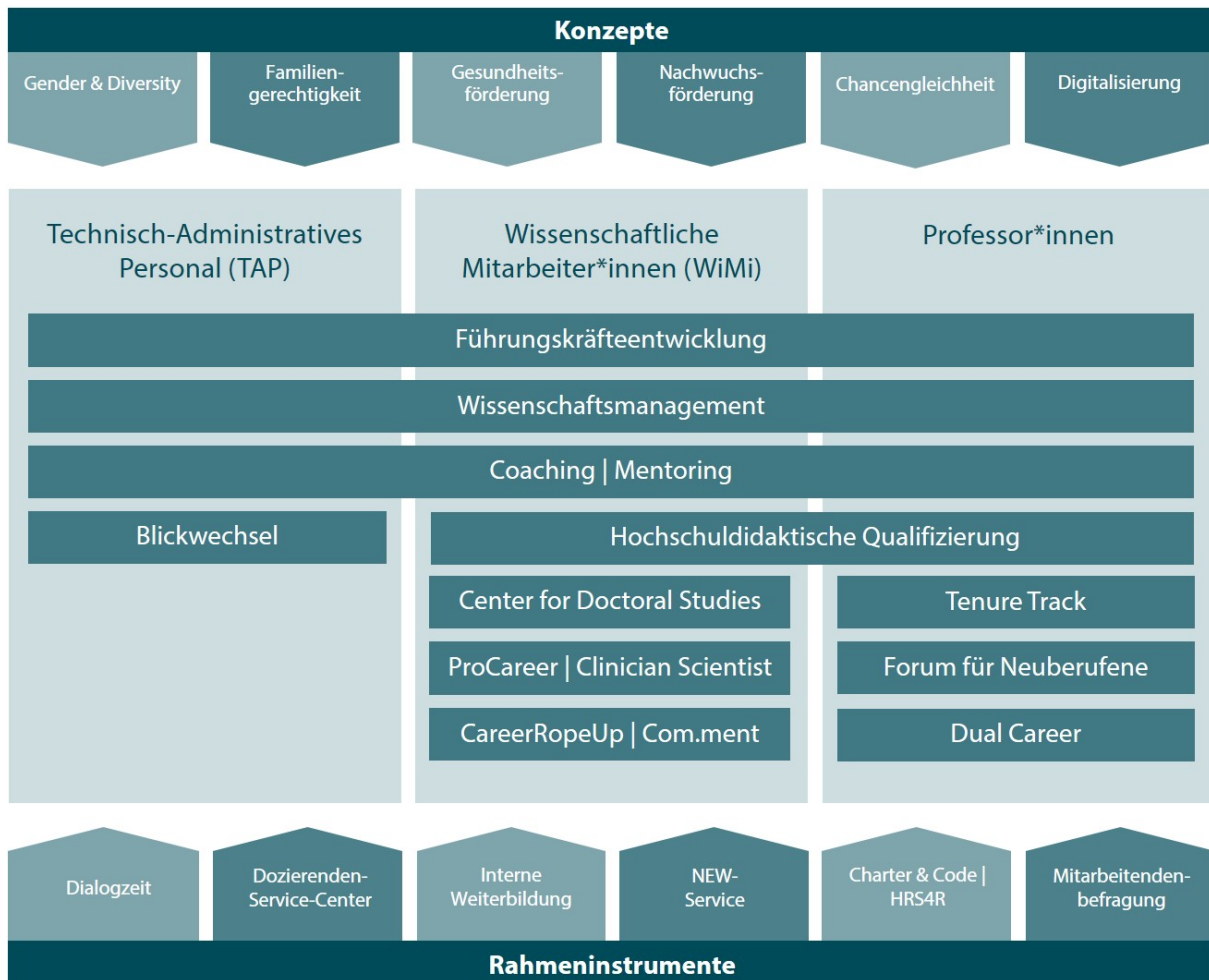 Konzepte
Gender & Diversity
Familien-
gerechtigkeit
Gesundheits-
förderung
Nachwuchs-
förderung
Chancengleichheit
Digitalisierung
Technisch-Administratives
Personal (TAP)
Wissenschaftliche
Mitarbeiter*innen (WiMi)
Professor*innen
Führungskräfteentwicklung
Wissenschaftsmanagement
Coaching | Mentoring
Blickwechsel
Hochschuldidaktische Qualifizierung
Center for Doctoral Studies
Tenure Track
ProCareer | Clinician Scientist
Forum für Neuberufene
CareerRopeUp | Com.ment
Dual Career
Dialogzeit
Dozierenden-
Service-Center
Interne
Weiterbildung
NEW-
Service
Charter & Code |
HRS4R
Mitarbeitenden-
befragung
Rahmeninstrumente